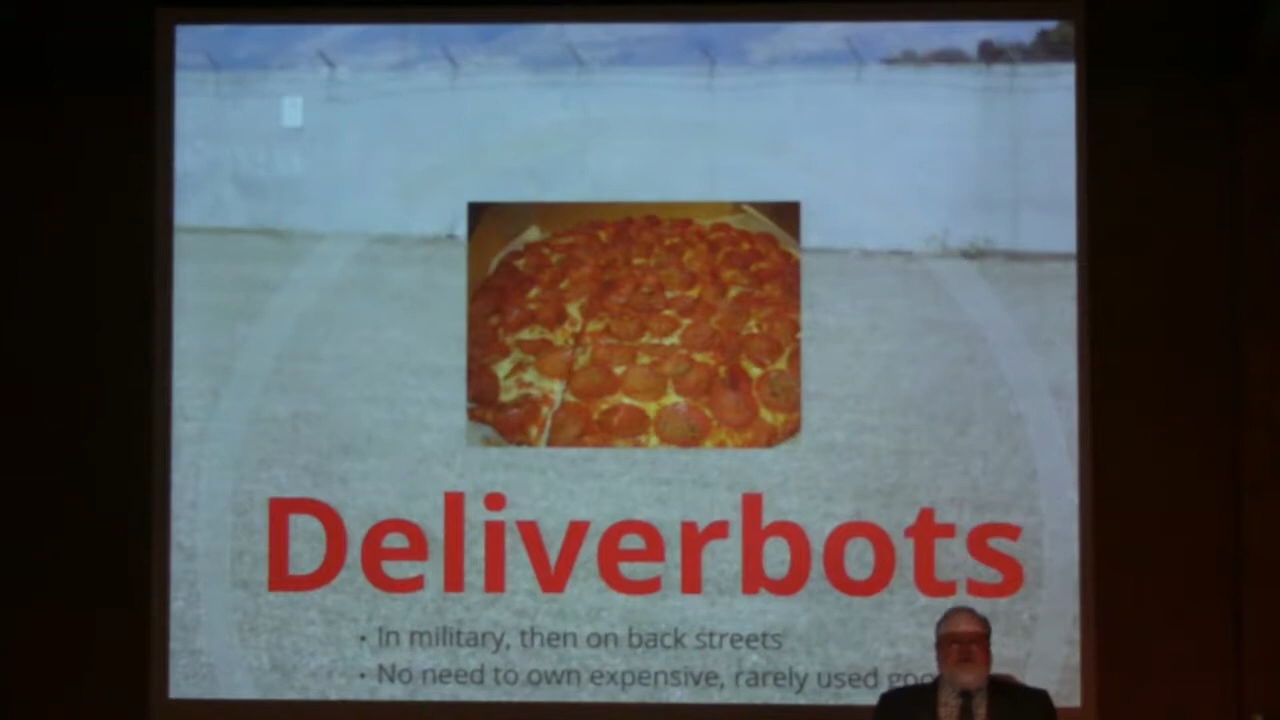 Deliverbots
• In military, then on back streets
• No need to own expensive, rarely used